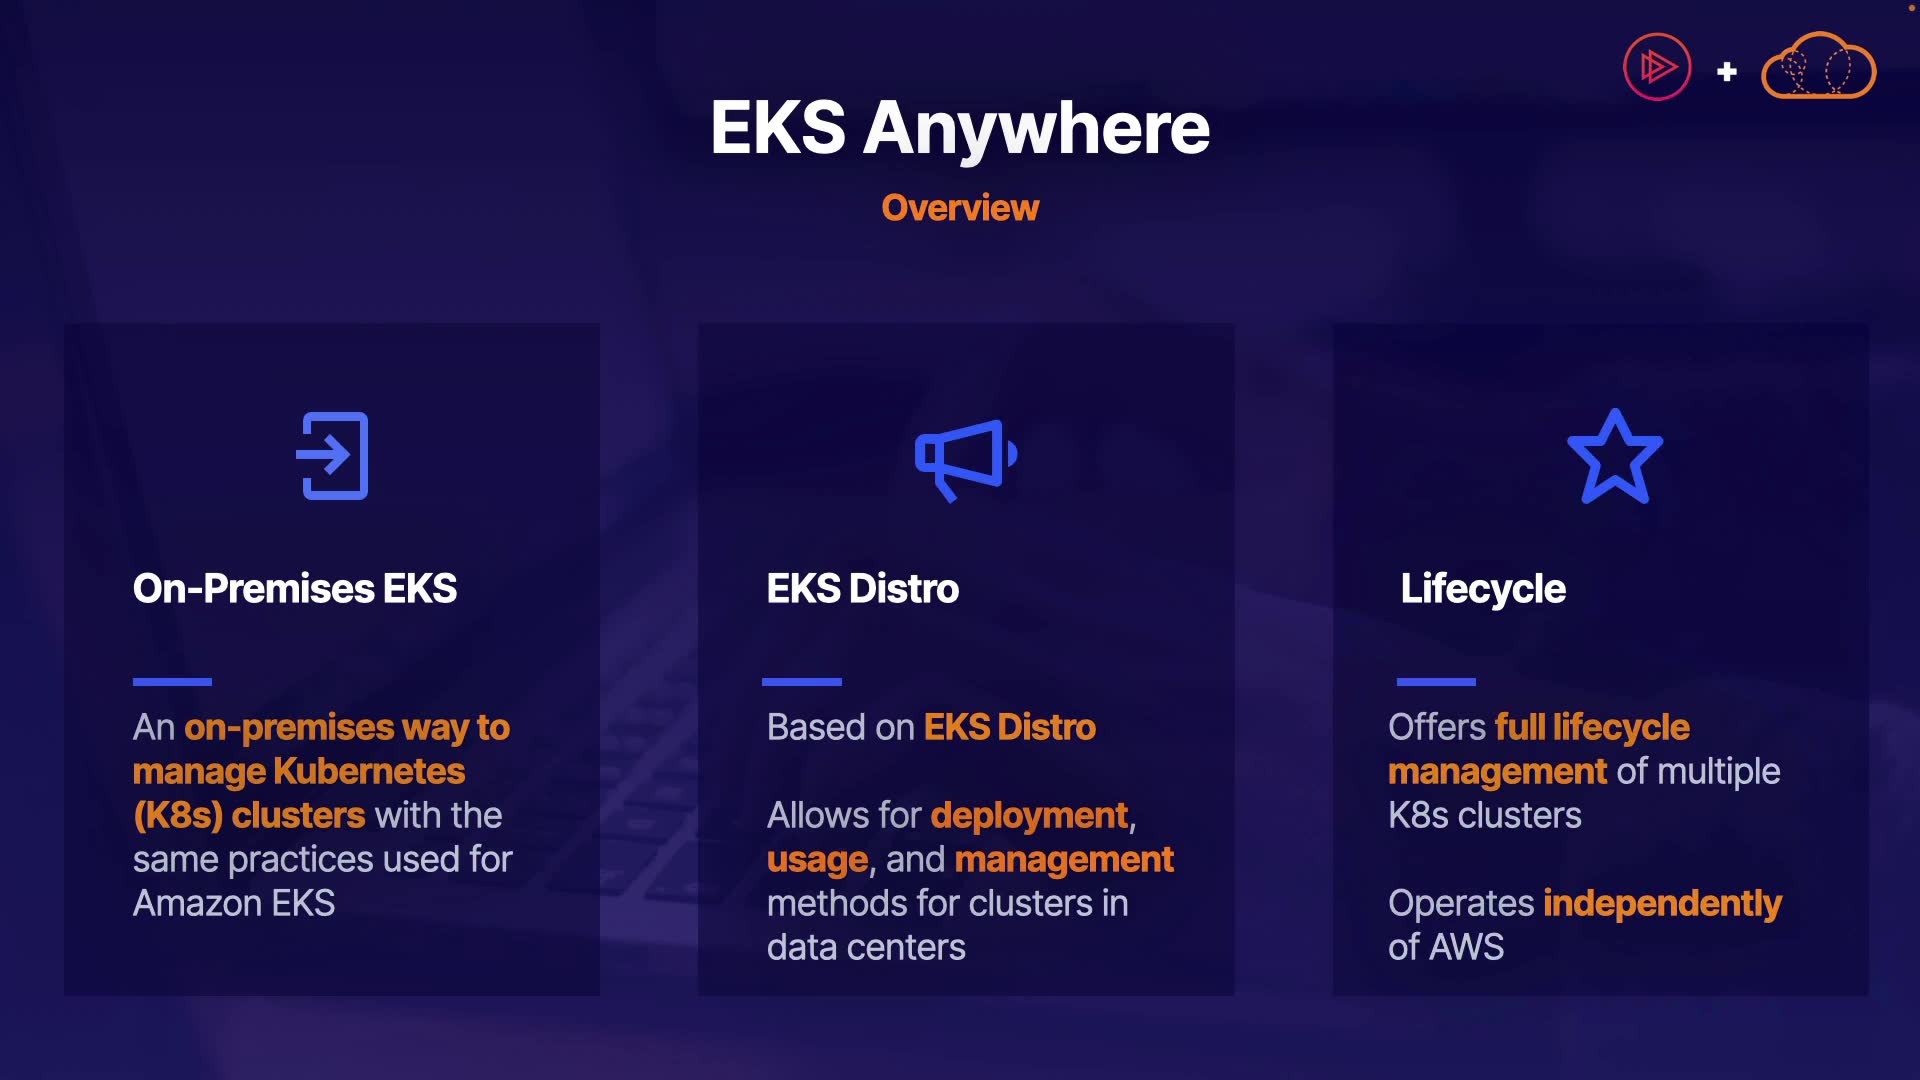 EKS Anywhere
Overview
On-Premises EKS
An on-premises way to
manage Kubernetes
(K8s) clusters with the
same practices used for
Amazon EKS
EKS Distro
Based on EKS Distro
Allows for deployment,
usage, and management
methods for clusters in
data centers
Lifecycle
Offers full lifecycle
management of multiple
K8s clusters
Operates independently
of AWS